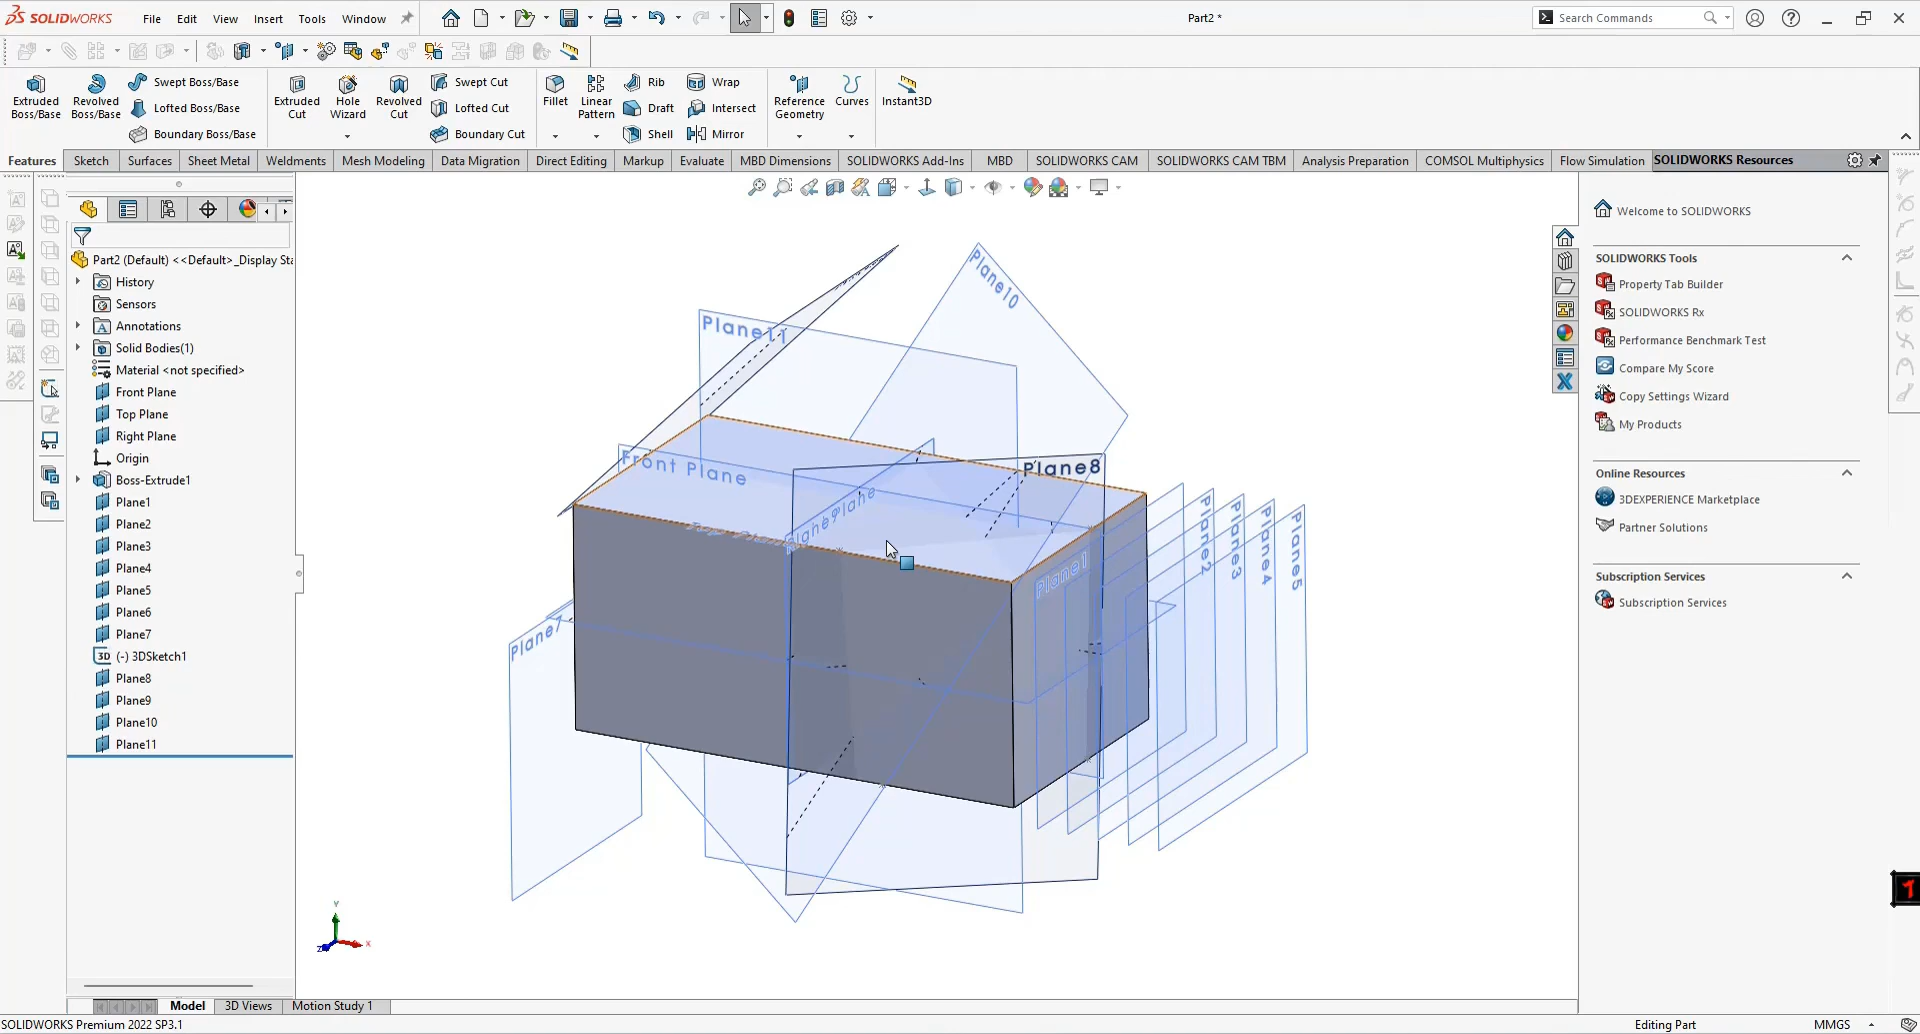 SOLIDWORKS File Edit View Insert Tools Window Part2 * Search Commands
Extruded Boss/Base
Revolved Boss/Base
Swept Boss/Base
Lofted Boss/Base
Boundary Boss/Base
Extruded Cut
Hole Wizard
Revolved Cut
Swept Cut
Lofted Cut
Boundary Cut
Fillet
Linear Pattern
Rib
Draft
Shell
Wrap
Intersect
Mirror
Reference Geometry
Curves
Instant3D
Features Sketch Surfaces Sheet Metal Weldments Mesh Modeling Data Migration Direct Editing Markup Evaluate MBD Dimensions SOLIDWORKS Add-Ins MBD SOLIDWORKS CAM SOLIDWORKS CAM TBM Analysis Preparation COMSOL Multiphysics Flow Simulation SOLIDWORKS Resources
Part2 (Default) <<Default>_Display Sta
History
Sensors
Annotations
Solid Bodies(1)
Material <not specified>
Front Plane
Top Plane
Right Plane
Origin
Boss-Extrude1
Plane1
Plane2
Plane3
Plane4
Plane5
Plane6
Plane7
3D (-) 3DSketch1
Plane8
Plane9
Plane10
Plane11
Plane10
Plane11
Front Plane
Plane8
Plane9
Plane1
Plane2
Plane3
Plane4
Plane5
Plane7
Y
X
Z
Welcome to SOLIDWORKS
SOLIDWORKS Tools
Property Tab Builder
SOLIDWORKS Rx
Performance Benchmark Test
Compare My Score
Copy Settings Wizard
My Products
Online Resources
3DEXPERIENCE Marketplace
Partner Solutions
Subscription Services
Subscription Services
Model 3D Views Motion Study 1
SOLIDWORKS Premium 2022 SP3.1 Editing Part MMGS